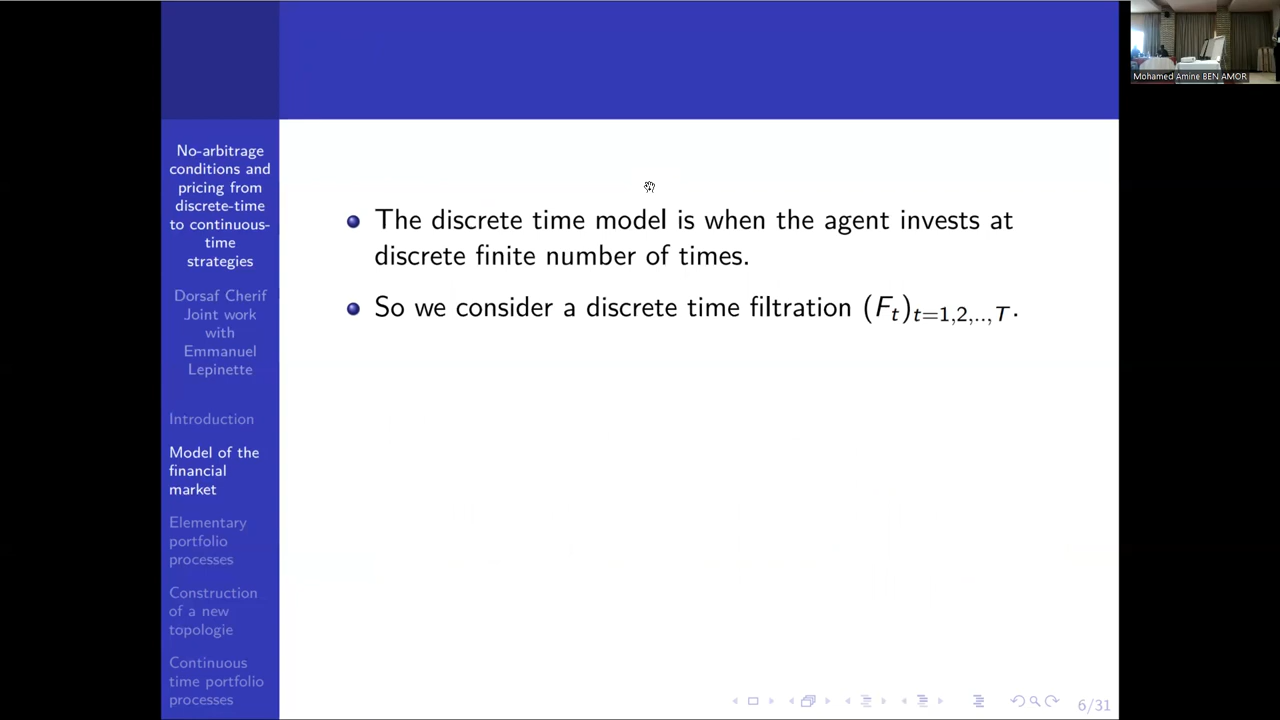 No-arbitrage
conditions and
pricing from
discrete-time
to continuous-
time
strategies
Dorsaf Cherif
Joint work
with
Emmanuel
Lepinette
Introduction
Model of the
financial
market
Elementary
portfolio
processes
Construction
of a new
topologie
Continuous
time portfolio
processes
The discrete time model is when the agent invests at
discrete finite number of times.
So we consider a discrete time filtration (F_t)_{t=1,2,..,T}.
6/31
Mohamed Amine BEN AMOR